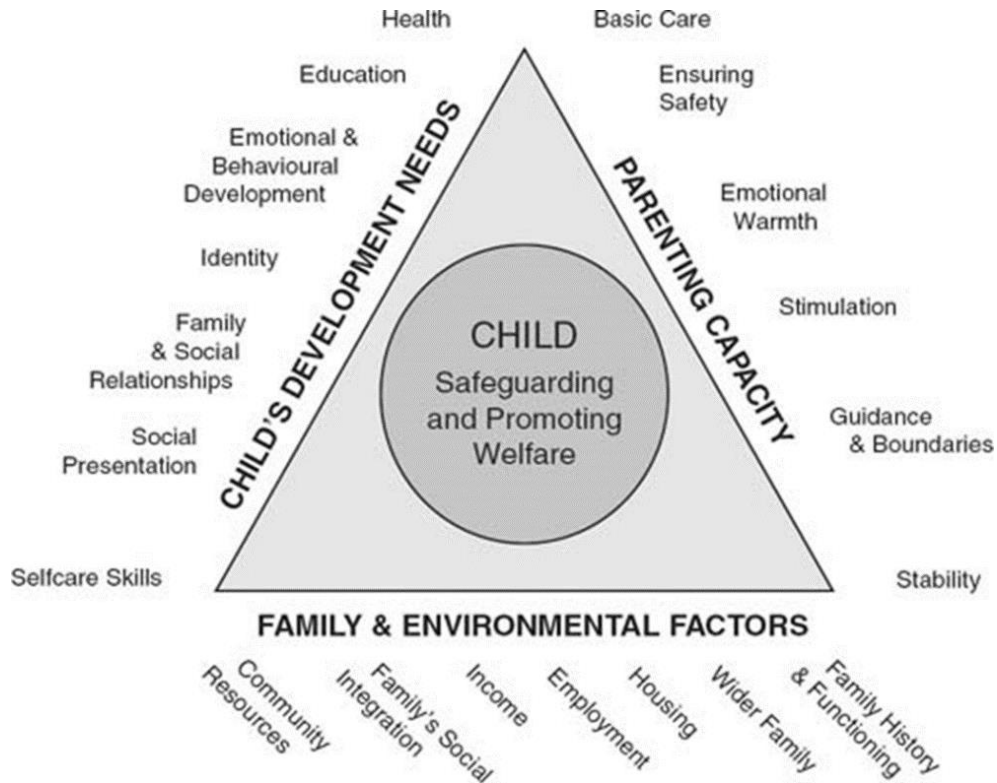 Health
Education
Emotional &
Behavioural
Development
Identity
Family
& Social
Relationships
Social
Presentation
Selfcare Skills
CHILD'S DEVELOPMENT NEEDS
Basic Care
Ensuring
Safety
Emotional
Warmth
Stimulation
Guidance
& Boundaries
Stability
PARENTING CAPACITY
CHILD
Safeguarding
and Promoting
Welfare
FAMILY & ENVIRONMENTAL FACTORS
Community
Resources
Family's Social
Integration
Income
Employment
Housing
Wider Family
Family History
& Functioning